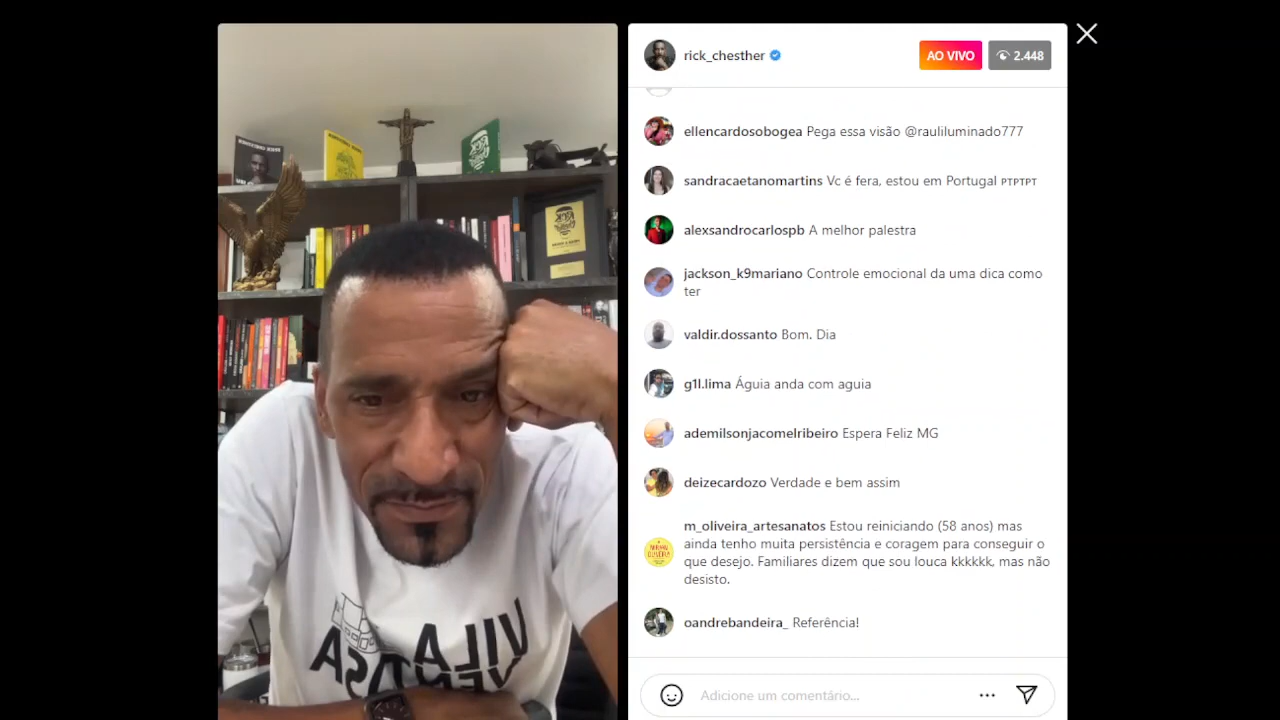 rick_chesther
AO VIVO
2.448
ellencardosobogea Pega essa visão @rauliluminado777
sandracaetanomartins Vc é fera, estou em Portugal PTPTPT
alexsandrocarlospb A melhor palestra
jackson_k9mariano Controle emocional da uma dica como
ter
valdir.dossanto Bom. Dia
g1l.lima Águia anda com aguia
ademilsonjacomelribeiro Espera Feliz MG
deizecardozo Verdade e bem assim
m_oliveira_artesanatos Estou reiniciando (58 anos) mas
ainda tenho muita persistência e coragem para conseguir o
que desejo. Familiares dizem que sou louca kkkkkk, mas não
desisto.
oandrebandeira_ Referência!
Adicione um comentário...
VILA